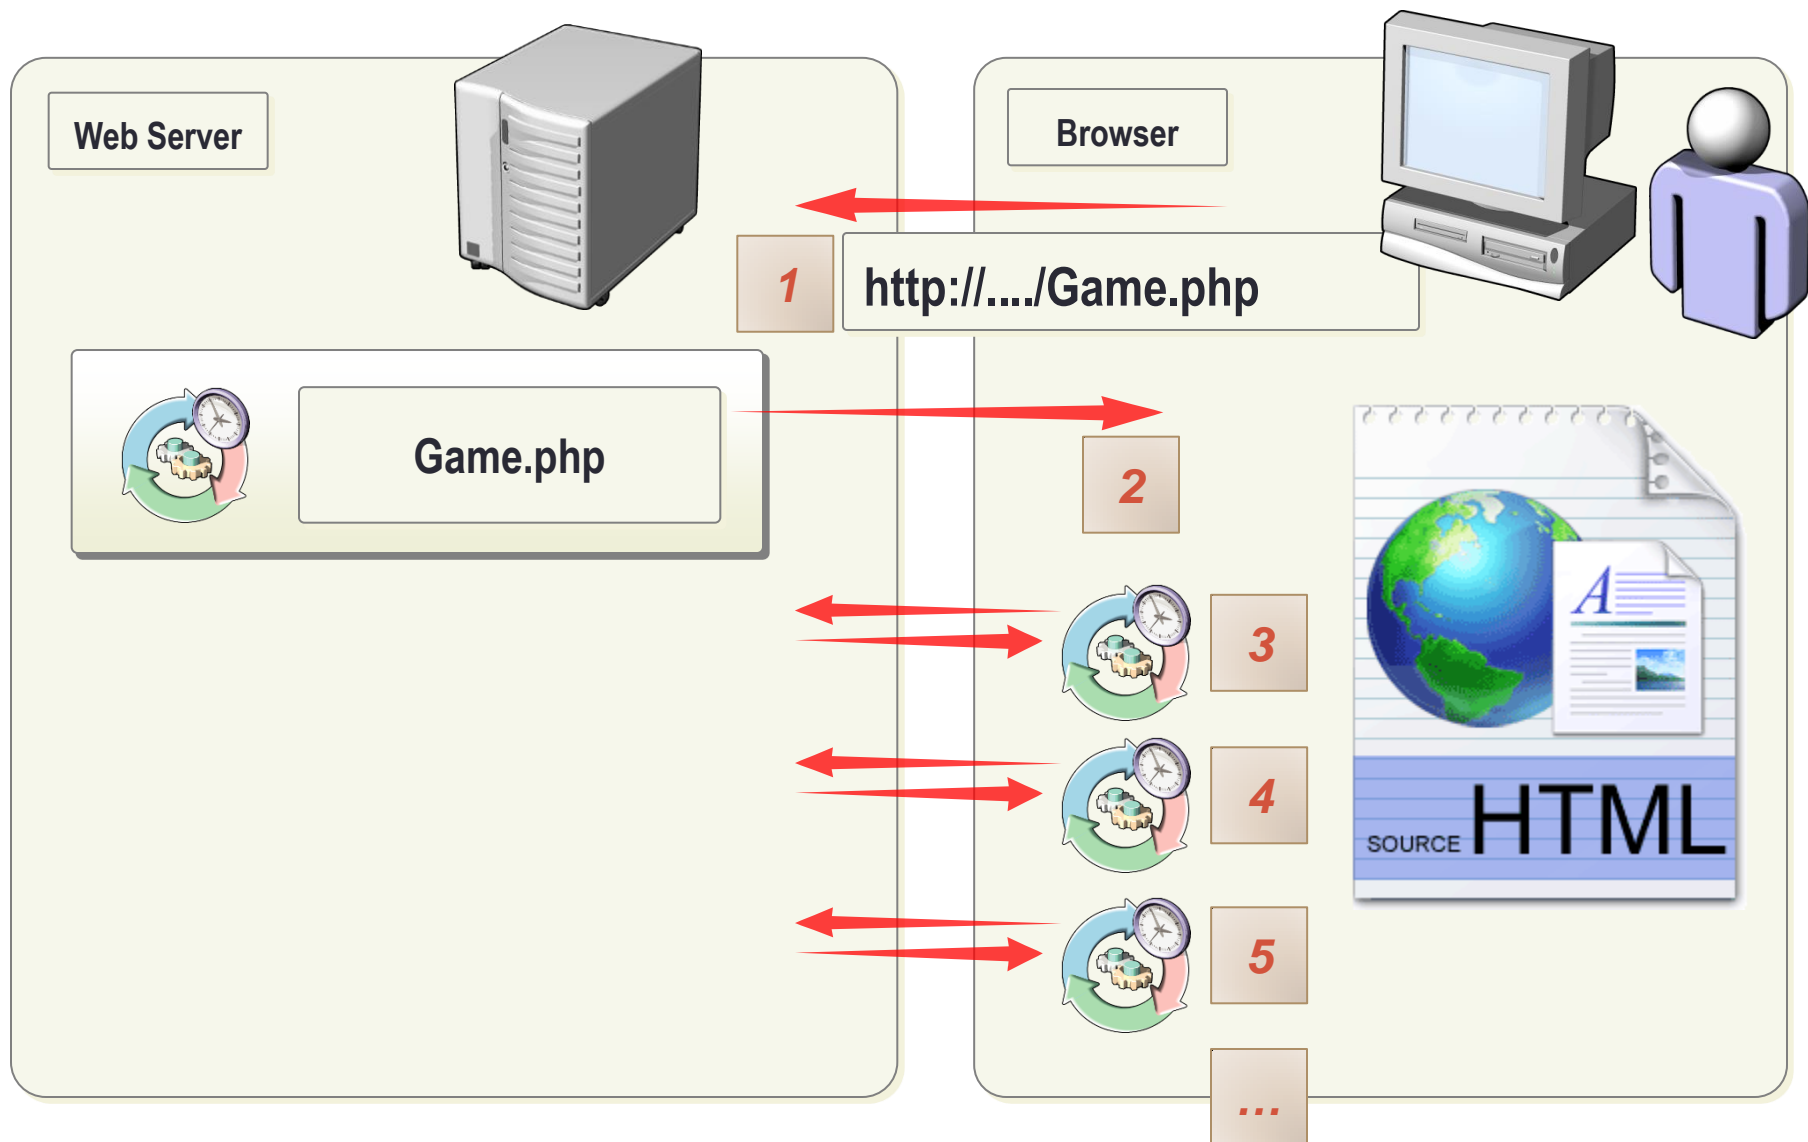 Web Server
Browser
1
http://..../Game.php
Game.php
2
3
4
5
...
A
SOURCE HTML